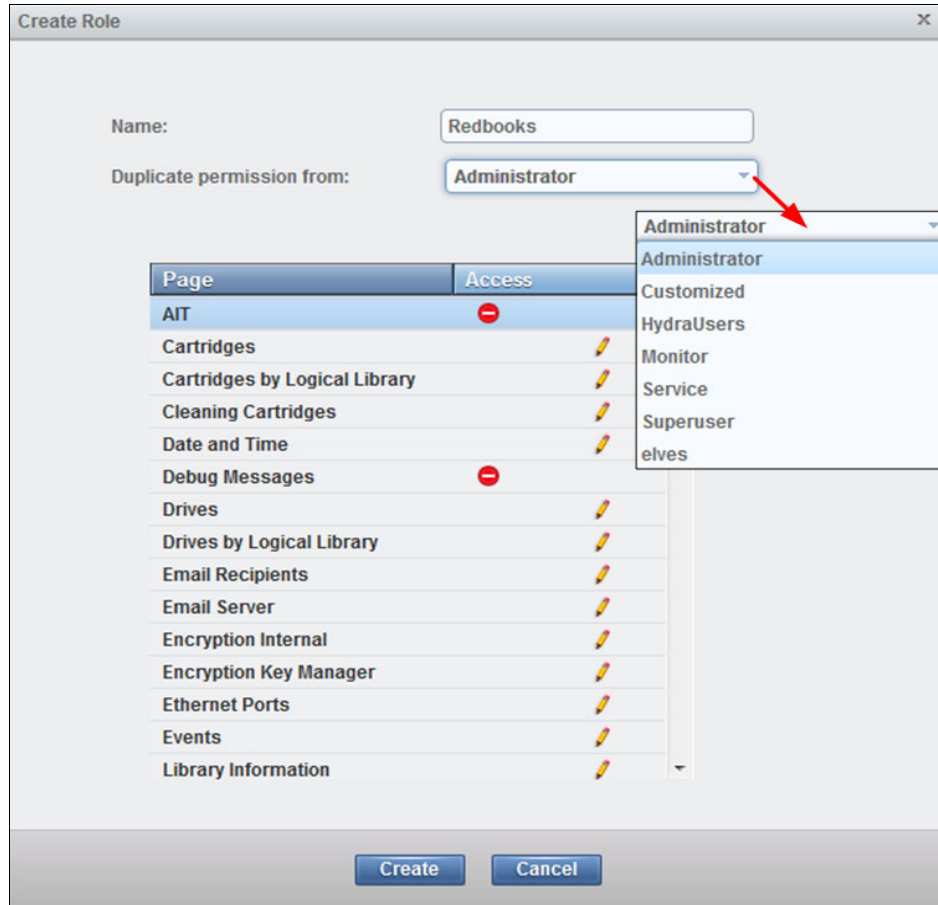 Create Role
x
Name:
Redbooks
Duplicate permission from:
Administrator
Administrator
Administrator
Customized
HydraUsers
Monitor
Service
Superuser
elves
Page Access
AIT
Cartridges
Cartridges by Logical Library
Cleaning Cartridges
Date and Time
Debug Messages
Drives
Drives by Logical Library
Email Recipients
Email Server
Encryption Internal
Encryption Key Manager
Ethernet Ports
Events
Library Information
Create
Cancel